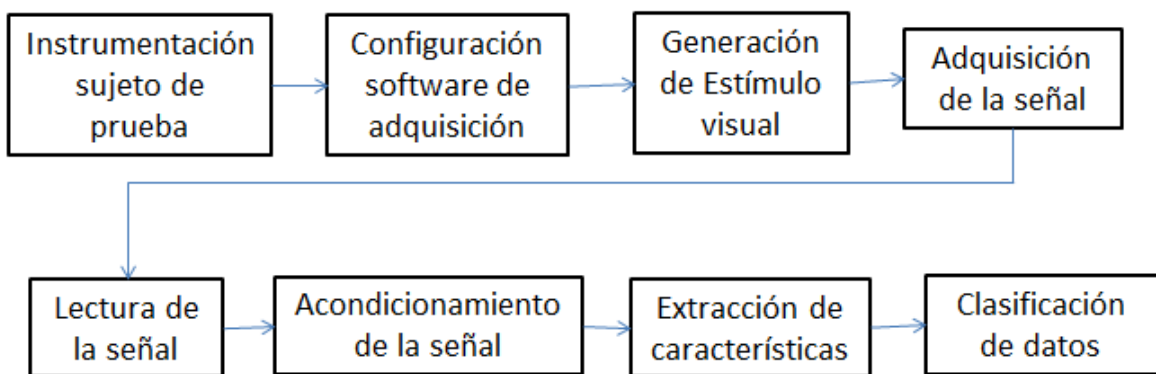 Instrumentación
sujeto de
prueba
Configuración
software de
adquisición
Generación
de Estímulo
visual
Adquisición
de la señal
Lectura de
la señal
Acondicionamiento
de la señal
Extracción de
características
Clasificación
de datos